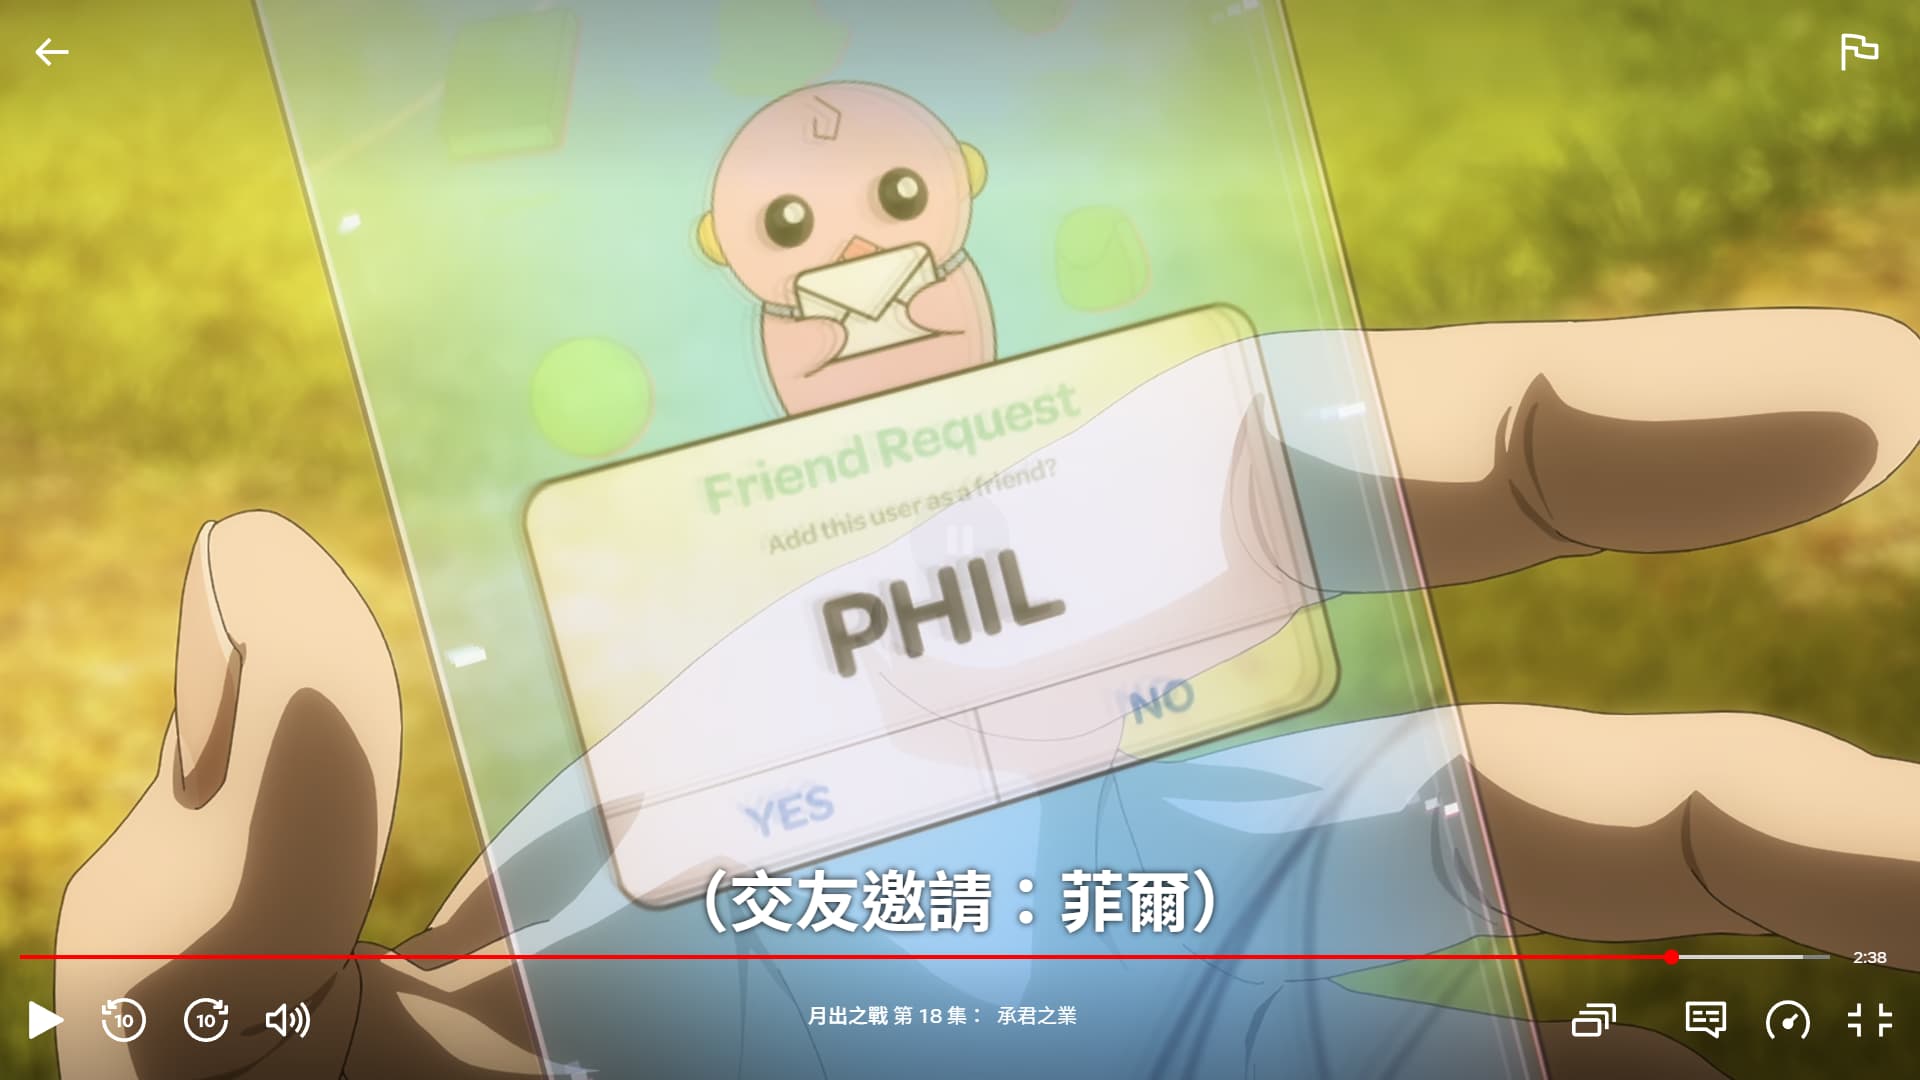 Friend Request
Add this user as a friend?
PHIL
YES
NO
（交友邀請：菲爾）
2:38
10
10
月出之戰 第 18 集： 承君之業